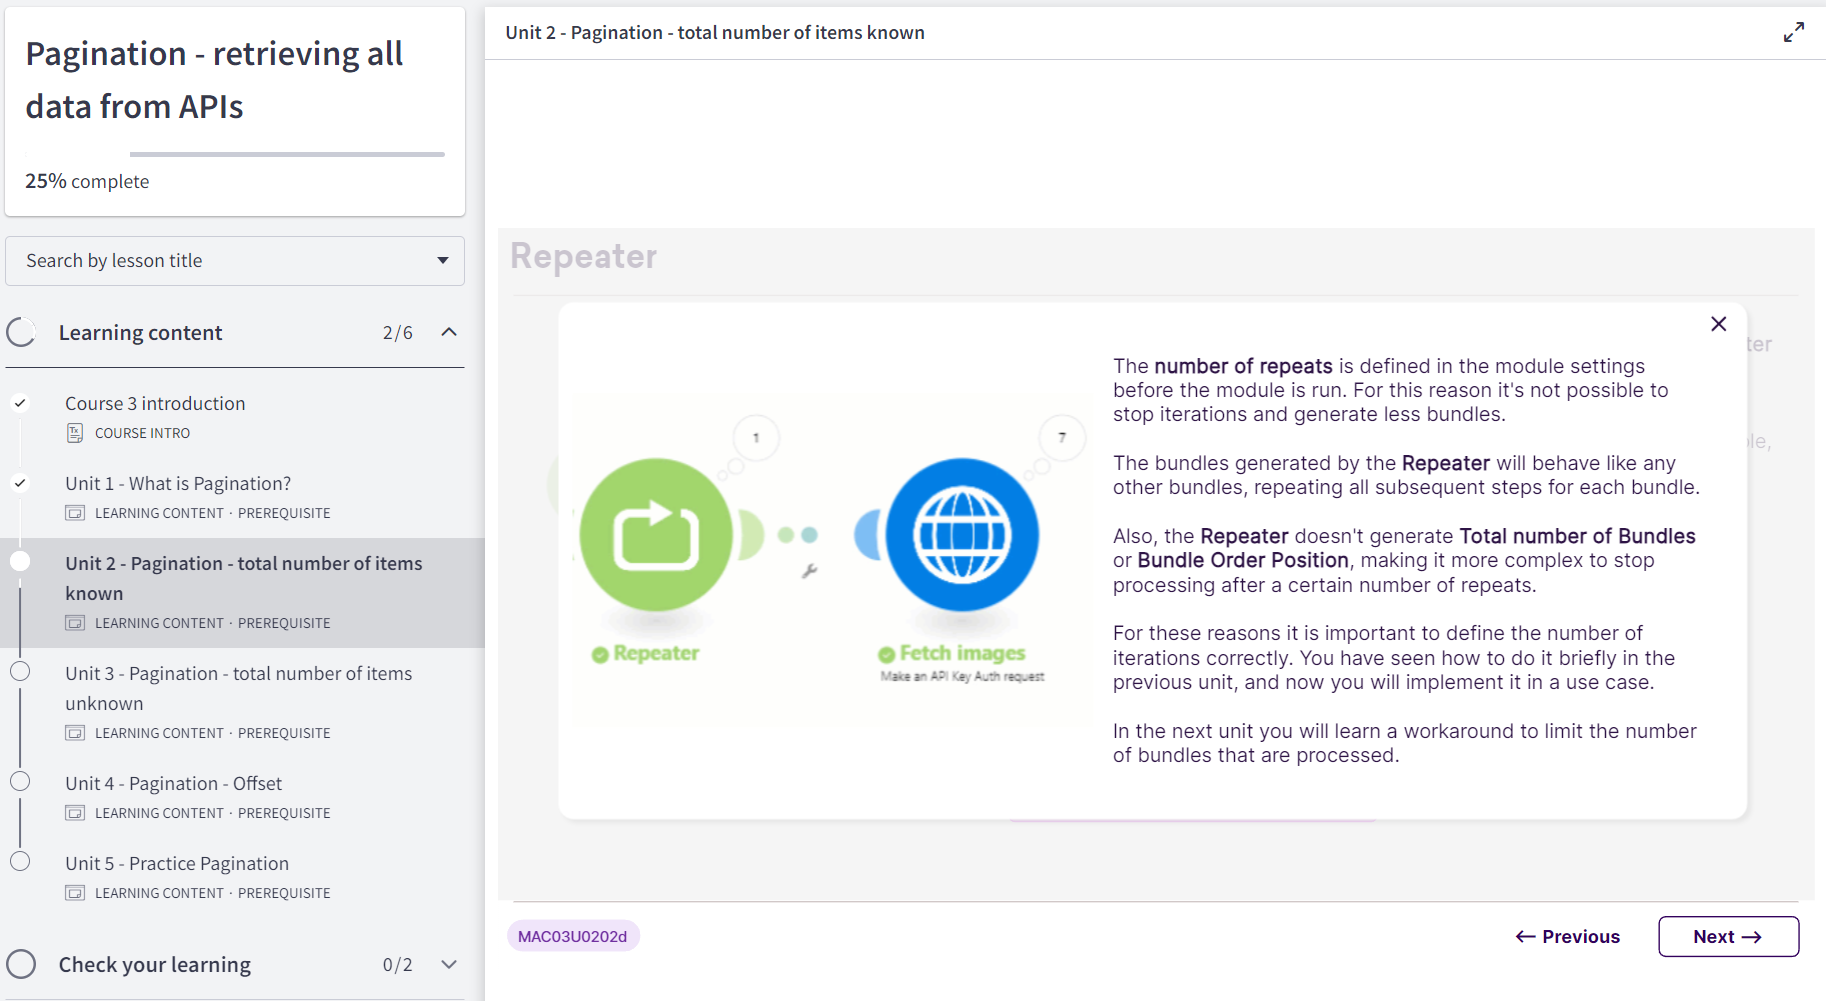 Pagination - retrieving all
data from APIs
25% complete
Search by lesson title
Learning content 2/6
Course 3 introduction
COURSE INTRO
Unit 1 - What is Pagination?
LEARNING CONTENT · PREREQUISITE
Unit 2 - Pagination - total number of items
known
LEARNING CONTENT · PREREQUISITE
Unit 3 - Pagination - total number of items
unknown
LEARNING CONTENT · PREREQUISITE
Unit 4 - Pagination - Offset
LEARNING CONTENT · PREREQUISITE
Unit 5 - Practice Pagination
LEARNING CONTENT · PREREQUISITE
Check your learning 0/2
Unit 2 - Pagination - total number of items known
Repeater
1
7
Repeater
Fetch images
Make an API Key Auth request
The number of repeats is defined in the module settings
before the module is run. For this reason it's not possible to
stop iterations and generate less bundles.
The bundles generated by the Repeater will behave like any
other bundles, repeating all subsequent steps for each bundle.
Also, the Repeater doesn't generate Total number of Bundles
or Bundle Order Position, making it more complex to stop
processing after a certain number of repeats.
For these reasons it is important to define the number of
iterations correctly. You have seen how to do it briefly in the
previous unit, and now you will implement it in a use case.
In the next unit you will learn a workaround to limit the number
of bundles that are processed.
MAC03U0202d
← Previous
Next →